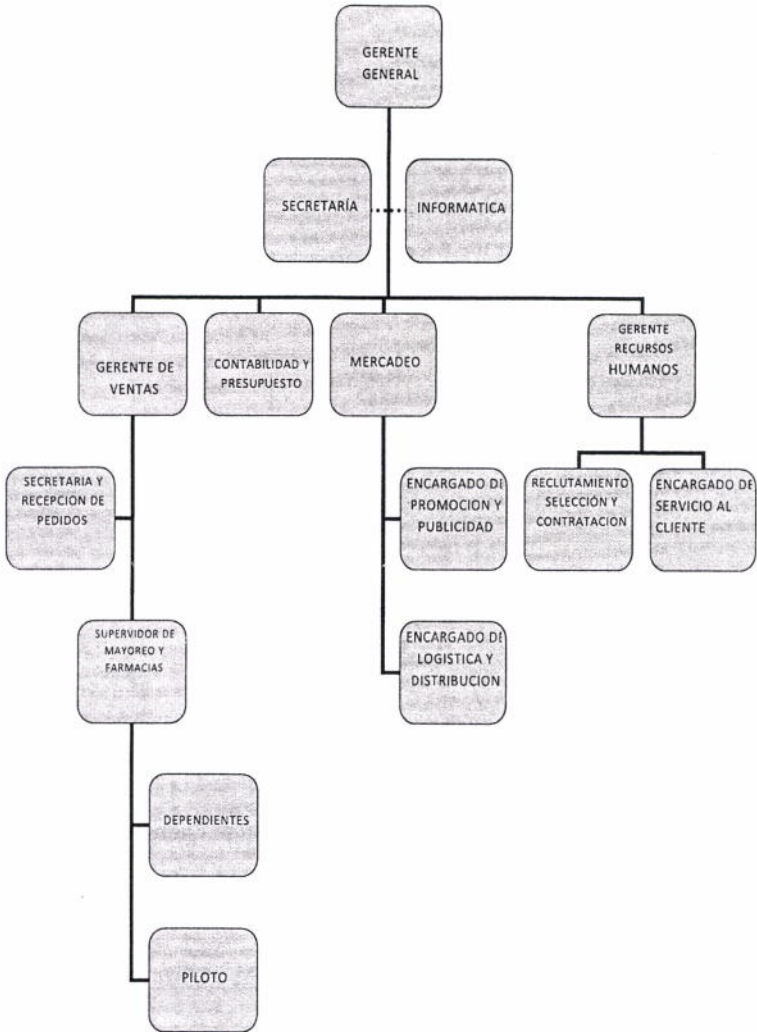 GERENTE
GENERAL
SECRETARÍA
INFORMATICA
GERENTE DE
VENTAS
CONTABILIDAD Y
PRESUPUESTO
MERCADEO
GERENTE
RECURSOS
HUMANOS
SECRETARIA Y
RECEPCION DE
PEDIDOS
ENCARGADO DE
PROMOCION Y
PUBLICIDAD
RECLUTAMIENTO
SELECCIÓN Y
CONTRATACION
ENCARGADO DE
SERVICIO AL
CLIENTE
SUPERVIDOR DE
MAYOREO Y
FARMACIAS
ENCARGADO DE
LOGISTICA Y
DISTRIBUCION
DEPENDIENTES
PILOTO